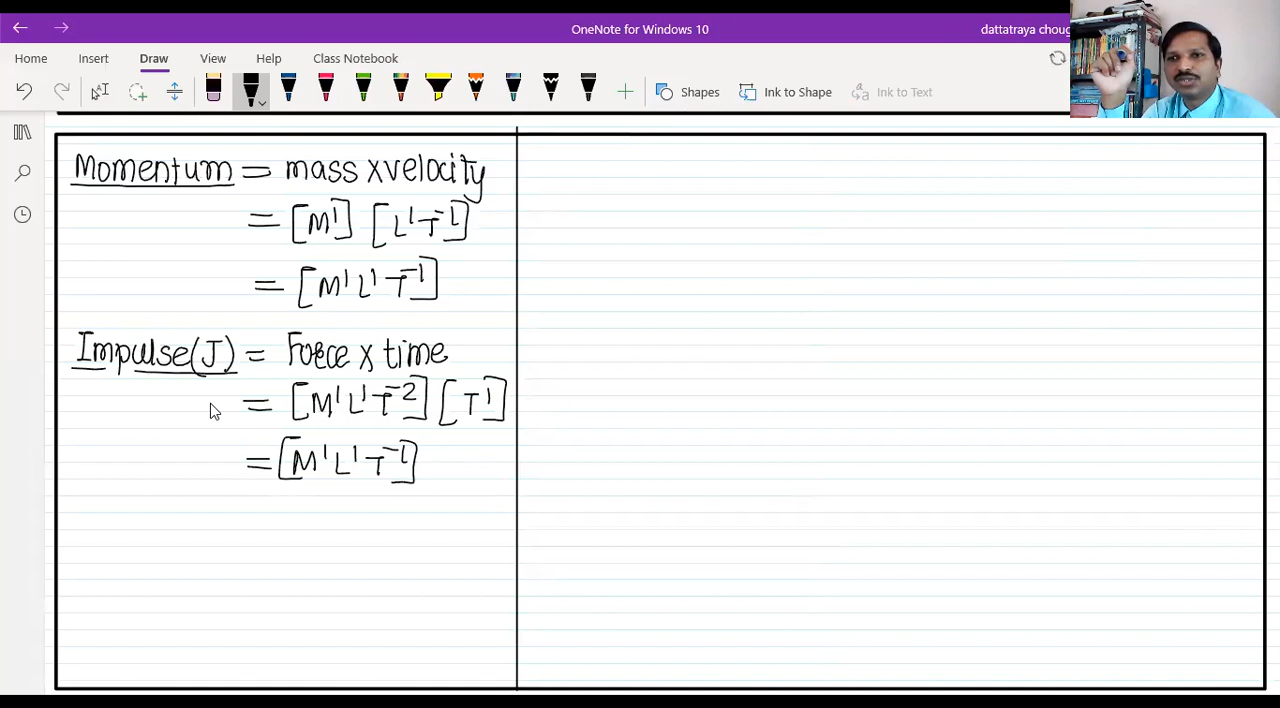 OneNote for Windows 10
dattatraya choug
Home Insert Draw View Help Class Notebook
Shapes Ink to Shape Ink to Text
Momentum = mass x velocity
= [M¹] [L¹T⁻¹]
= [M¹L¹T⁻¹]
Impulse(J) = Force x time
= [M¹L¹T⁻²] [T¹]
= [M¹L¹T⁻¹]